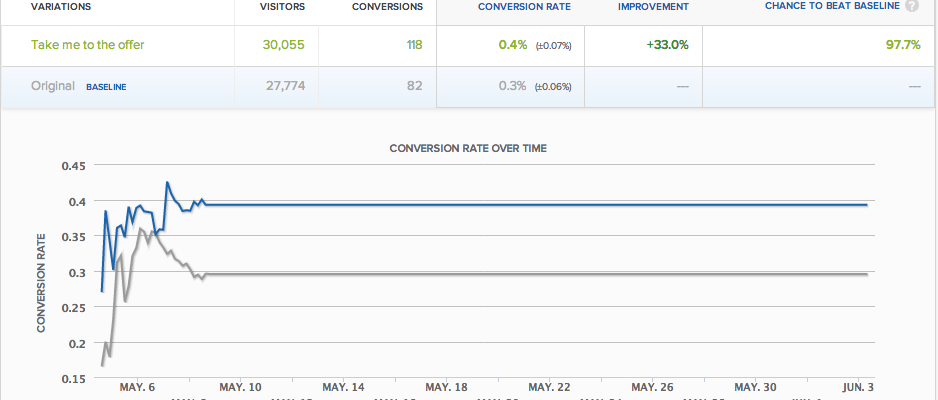 VARIATIONS VISITORS CONVERSIONS CONVERSION RATE IMPROVEMENT CHANCE TO BEAT BASELINE ?
Take me to the offer 30,055 118 0.4% (±0.07%) +33.0% 97.7%
Original BASELINE 27,774 82 0.3% (±0.06%) --- ---
CONVERSION RATE OVER TIME
CONVERSION RATE
0.45
0.4
0.35
0.3
0.25
0.2
0.15
MAY. 6 MAY. 10 MAY. 14 MAY. 18 MAY. 22 MAY. 26 MAY. 30 JUN. 3